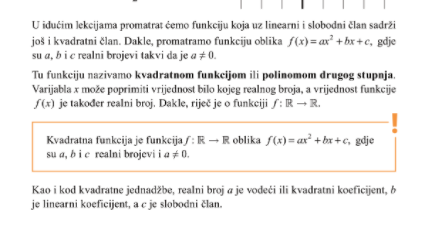 U idućim lekcijama promatrat ćemo funkciju koja uz linearni i slobodni član sadrži
još i kvadratni član. Dakle, promatramo funkciju oblika f(x) = ax² + bx + c, gdje
su a, b i c realni brojevi takvi da je a ≠ 0.
Tu funkciju nazivamo kvadratnom funkcijom ili polinomom drugog stupnja.
Varijabla x može poprimiti vrijednost bilo kojeg realnog broja, a vrijednost funkcije
f(x) je također realni broj. Dakle, riječ je o funkciji f : ℝ → ℝ.
!
Kvadratna funkcija je funkcija f : ℝ → ℝ oblika f(x) = ax² + bx + c, gdje
su a, b i c realni brojevi i a ≠ 0.
Kao i kod kvadratne jednadžbe, realni broj a je vodeći ili kvadratni koeficijent, b
je linearni koeficijent, a c je slobodni član.